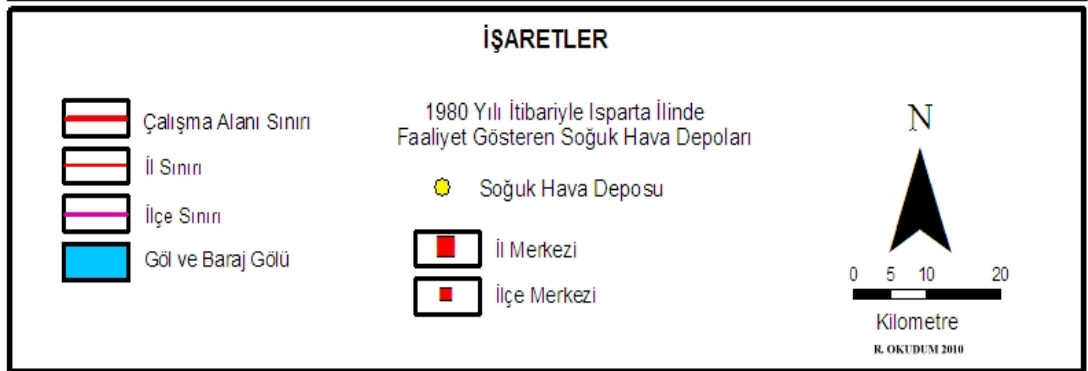 İŞARETLER
Çalışma Alanı Sınırı
İl Sınırı
İlçe Sınırı
Göl ve Baraj Gölü
1980 Yılı İtibariyle Isparta İlinde
Faaliyet Gösteren Soğuk Hava Depoları
Soğuk Hava Deposu
İl Merkezi
İlçe Merkezi
N
0 5 10 20
Kilometre
R. OKUDUM 2010